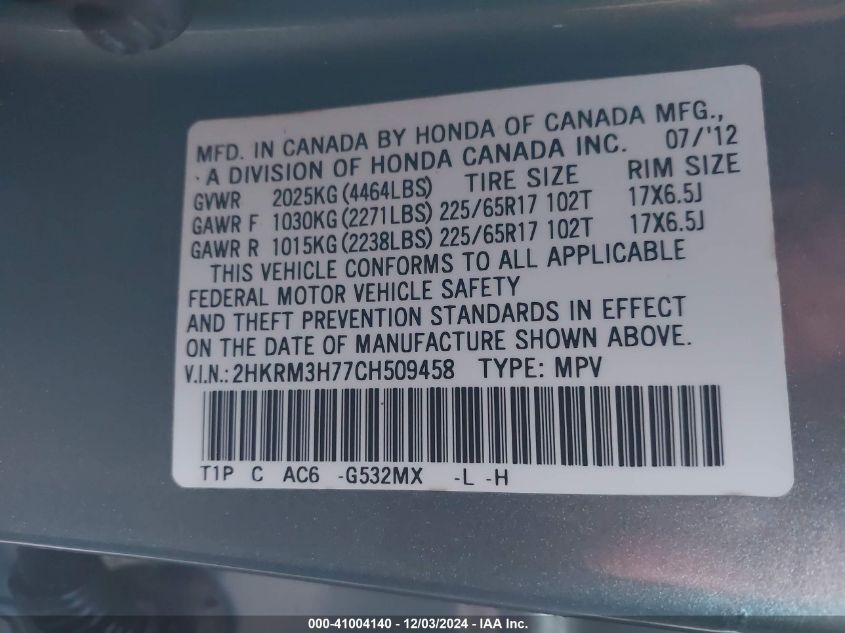 MFD. IN CANADA BY HONDA OF CANADA MFG.,
A DIVISION OF HONDA CANADA INC. 07/'12
GVWR 2025KG (4464LBS) TIRE SIZE RIM SIZE
GAWR F 1030KG (2271LBS) 225/65R17 102T 17X6.5J
GAWR R 1015KG (2238LBS) 225/65R17 102T 17X6.5J
THIS VEHICLE CONFORMS TO ALL APPLICABLE
FEDERAL MOTOR VEHICLE SAFETY
AND THEFT PREVENTION STANDARDS IN EFFECT
ON THE DATE OF MANUFACTURE SHOWN ABOVE.
V.I.N.: 2HKRM3H77CH509458 TYPE: MPV
T1P C AC6 -G532MX -L -H
000-41004140 - 12/03/2024 - IAA Inc.